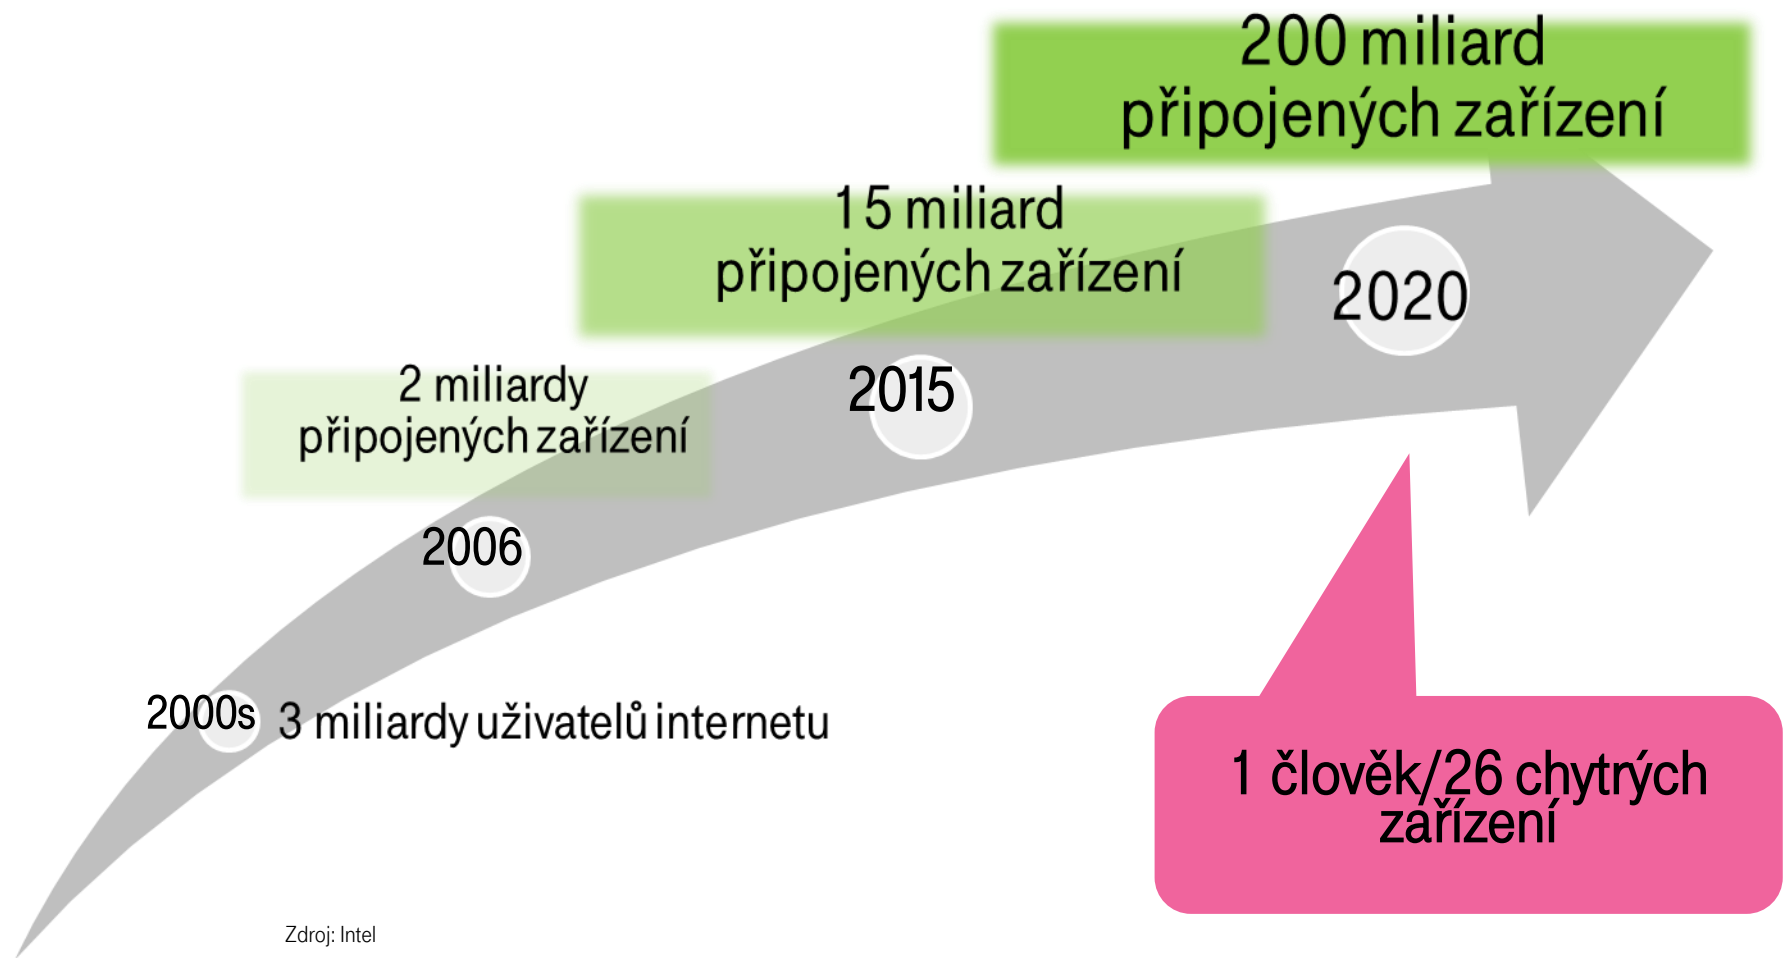 200 miliard
připojených zařízení
15 miliard
připojených zařízení
2020
2 miliardy
připojených zařízení
2015
2006
2000s
3 miliardy uživatelů internetu
1 člověk/26 chytrých
zařízení
Zdroj: Intel